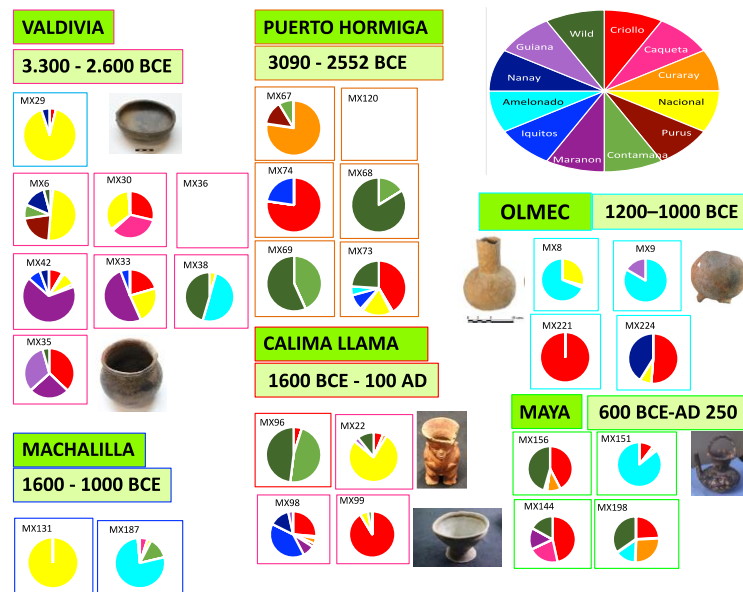 VALDIVIA
3.300 - 2.600 BCE
MX29
MX6
MX30
MX36
MX42
MX33
MX38
MX35
MACHALILLA
1600 - 1000 BCE
MX131
MX187
PUERTO HORMIGA
3090 - 2552 BCE
MX67
MX120
MX74
MX68
MX69
MX73
CALIMA LLAMA
1600 BCE - 100 AD
MX96
MX22
MX98
MX99
Wild
Criollo
Guiana
Caqueta
Nanay
Curaray
Amelonado
Nacional
Iquitos
Purus
Maranon
Contamana
OLMEC
1200–1000 BCE
MX8
MX9
MX221
MX224
MAYA
600 BCE-AD 250
MX156
MX151
MX144
MX198